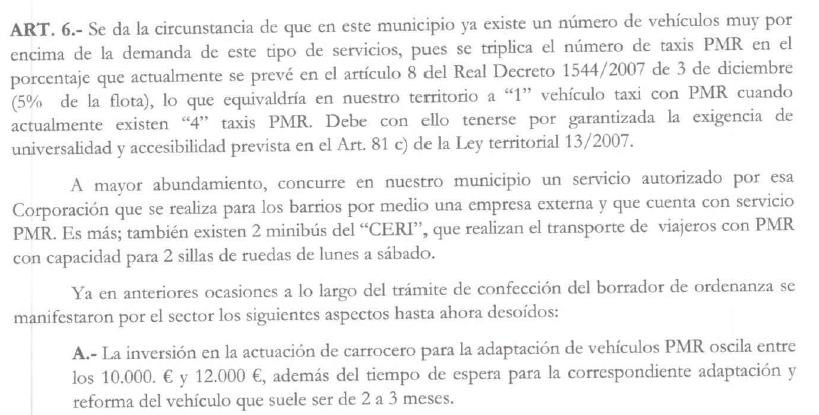 ART. 6.- Se da la circunstancia de que en este municipio ya existe un número de vehículos muy por
encima de la demanda de este tipo de servicios, pues se triplica el número de taxis PMR en el
porcentaje que actualmente se prevé en el artículo 8 del Real Decreto 1544/2007 de 3 de diciembre
(5% de la flota), lo que equivaldría en nuestro territorio a “1” vehículo taxi con PMR cuando
actualmente existen “4” taxis PMR. Debe con ello tenerse por garantizada la exigencia de
universalidad y accesibilidad prevista en el Art. 81 c) de la Ley territorial 13/2007.
A mayor abundamiento, concurre en nuestro municipio un servicio autorizado por esa
Corporación que se realiza para los barrios por medio una empresa externa y que cuenta con servicio
PMR. Es más; también existen 2 minibús del “CERI”, que realizan el transporte de viajeros con PMR
con capacidad para 2 sillas de ruedas de lunes a sábado.
Ya en anteriores ocasiones a lo largo del trámite de confección del borrador de ordenanza se
manifestaron por el sector los siguientes aspectos hasta ahora desoídos:
A.- La inversión en la actuación de carrocero para la adaptación de vehículos PMR oscila entre
los 10.000. € y 12.000 €, además del tiempo de espera para la correspondiente adaptación y
reforma del vehículo que suele ser de 2 a 3 meses.